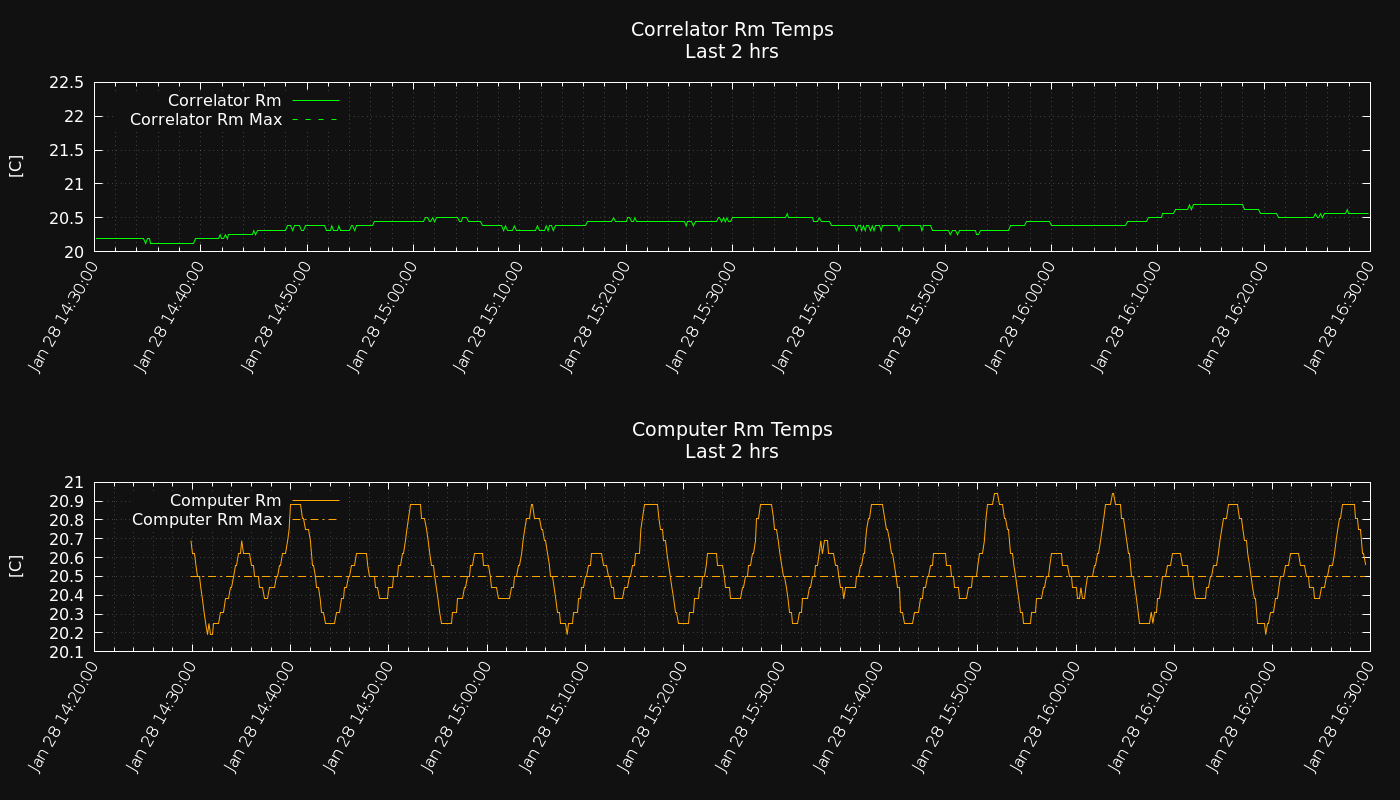 Correlator Rm Temps
Last 2 hrs
[C]
22.5
22
21.5
21
20.5
20
Correlator Rm
Correlator Rm Max
Jan 28 14:30:00
Jan 28 14:40:00
Jan 28 14:50:00
Jan 28 15:00:00
Jan 28 15:10:00
Jan 28 15:20:00
Jan 28 15:30:00
Jan 28 15:40:00
Jan 28 15:50:00
Jan 28 16:00:00
Jan 28 16:10:00
Jan 28 16:20:00
Jan 28 16:30:00
Computer Rm Temps
Last 2 hrs
[C]
21
20.9
20.8
20.7
20.6
20.5
20.4
20.3
20.2
20.1
Computer Rm
Computer Rm Max
Jan 28 14:20:00
Jan 28 14:30:00
Jan 28 14:40:00
Jan 28 14:50:00
Jan 28 15:00:00
Jan 28 15:10:00
Jan 28 15:20:00
Jan 28 15:30:00
Jan 28 15:40:00
Jan 28 15:50:00
Jan 28 16:00:00
Jan 28 16:10:00
Jan 28 16:20:00
Jan 28 16:30:00